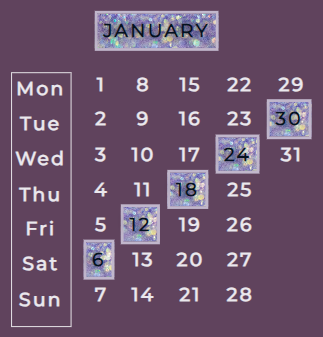 JANUARY
Mon 1 8 15 22 29
Tue 2 9 16 23 30
Wed 3 10 17 24 31
Thu 4 11 18 25
Fri 5 12 19 26
Sat 6 13 20 27
Sun 7 14 21 28